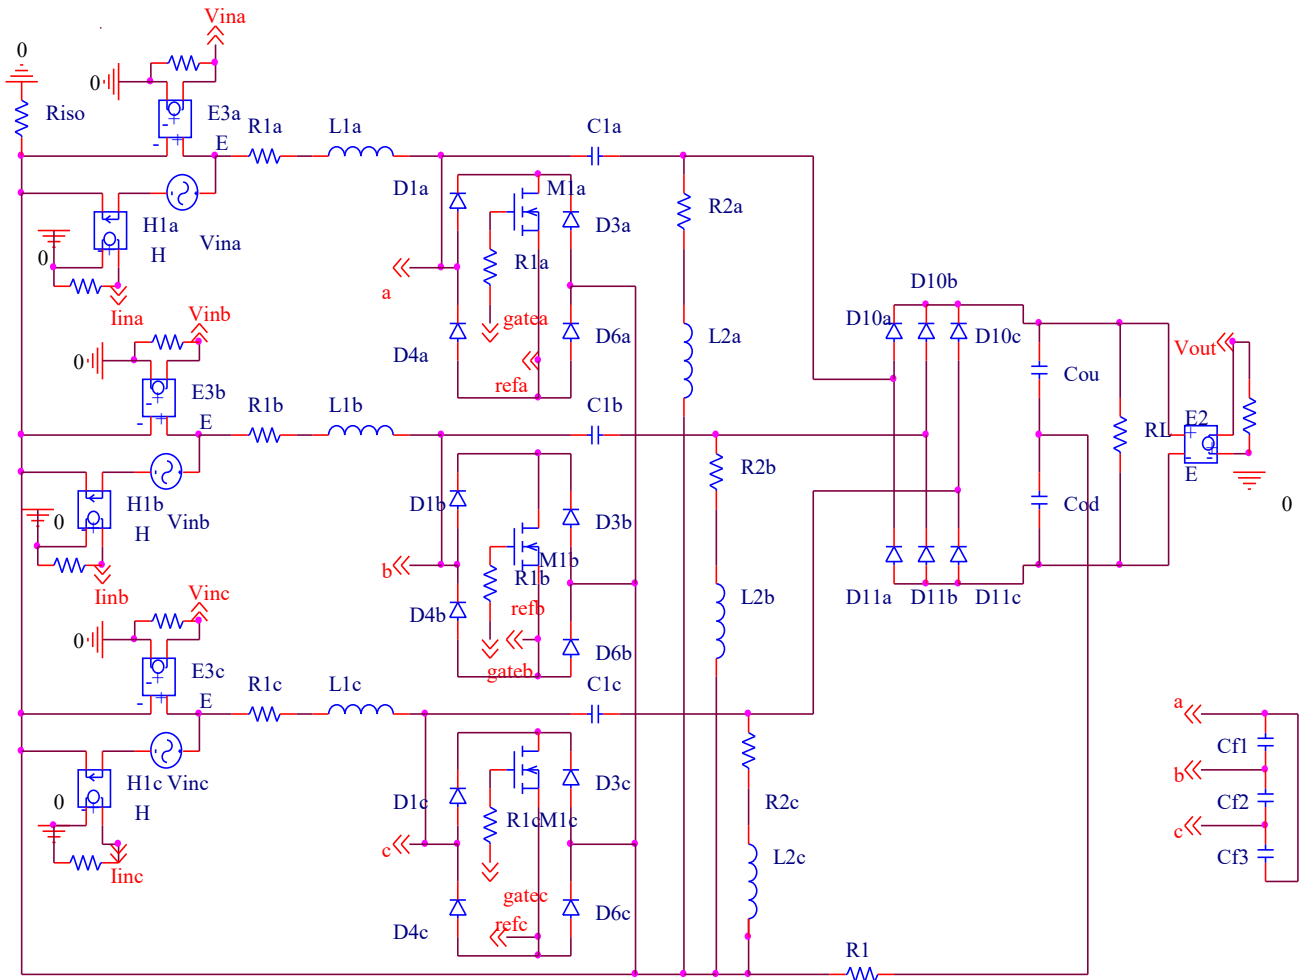 Vina
0
0
Riso
E3a
E
R1a
L1a
C1a
D1a
M1a
D3a
R2a
H1a
H
Vina
0
R1a
a
gatea
Iina
D4a
D6a
refa
L2a
D10b
D10a
D10c
Vinb
0
E3b
E
R1b
L1b
C1b
Cou
Vout
RL
E2
E
0
R2b
H1b
H
Vinb
0
D1b
D3b
M1b
R1b
Cod
b
Iinb
D4b
refb
gateb
D6b
L2b
D11a
D11b
D11c
Vinc
0
E3c
E
R1c
L1c
C1c
H1c
H
Vinc
0
D1c
D3c
R1c
M1c
R2c
c
Iinc
gatec
D4c
refc
D6c
L2c
R1
a
Cf1
b
Cf2
c
Cf3
+
-
+
-
+
-
+
-
+
-
+
-
+
-